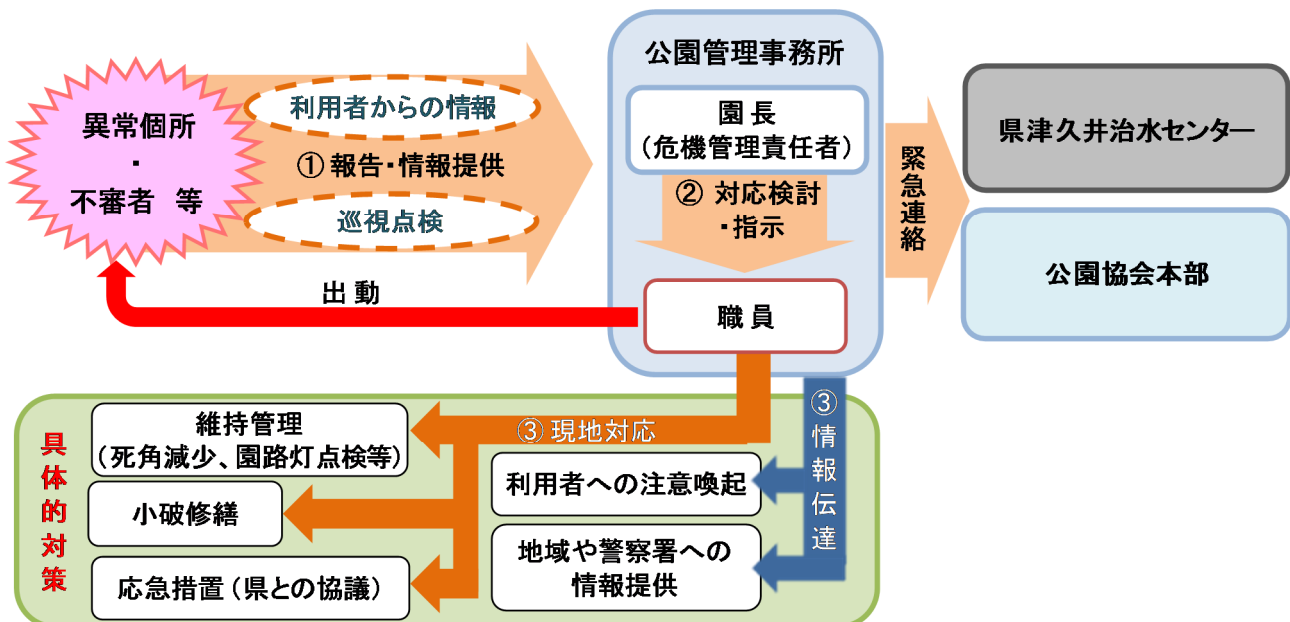 異常個所
・
不審者 等
利用者からの情報
①報告・情報提供
巡視点検
出動
公園管理事務所
園長
(危機管理責任者)
② 対応検討
・指示
職員
緊急連絡
県津久井治水センター
公園協会本部
具体的対策
維持管理
(死角減少、園路灯点検等)
小破修繕
応急措置(県との協議)
③現地対応
利用者への注意喚起
地域や警察署への
情報提供
③情報伝達